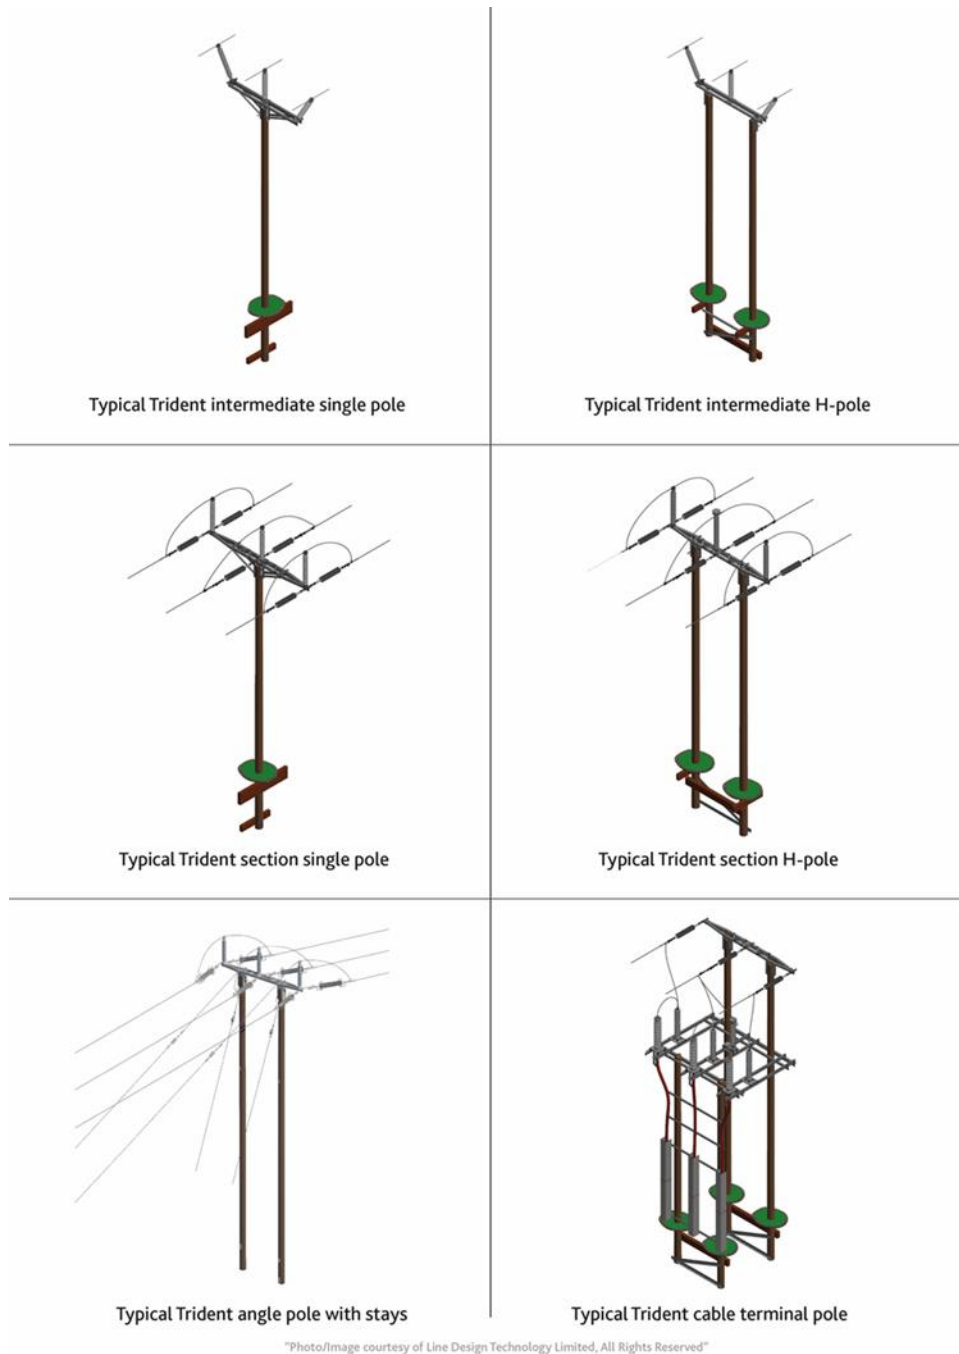 Typical Trident intermediate single pole
Typical Trident intermediate H-pole
Typical Trident section single pole
Typical Trident section H-pole
Typical Trident angle pole with stays
Typical Trident cable terminal pole
"Photo/Image courtesy of Line Design Technology Limited, All Rights Reserved"